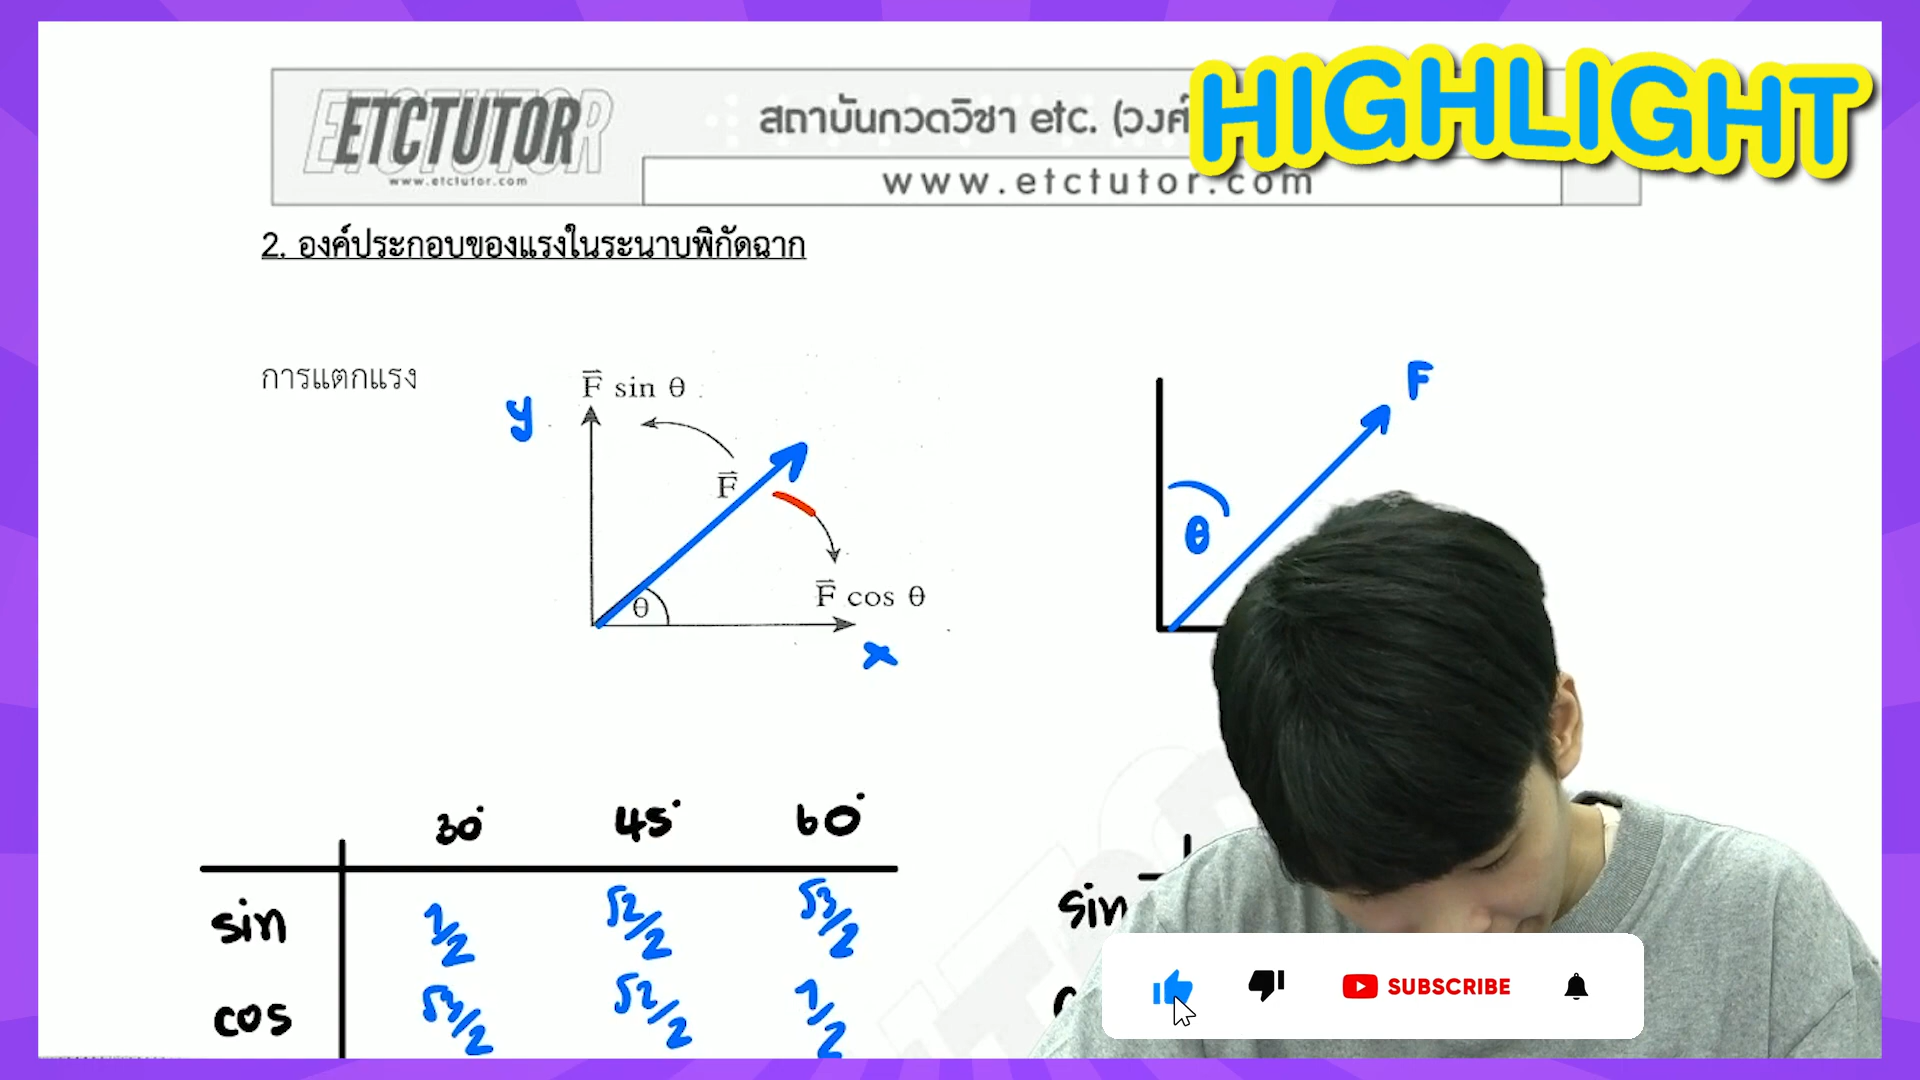 HIGHLIGHT
ETCTUTOR
www.etctutor.com
สถาบันกวดวิชา etc. (วงศ์
www.etctutor.com
2. องค์ประกอบของแรงในระนาบพิกัดฉาก
การแตกแรง
F⃗ sin θ
y
F⃗
θ
F⃗ cos θ
x
F
θ
30° 45° 60°
sin 1/2 √2/2 √3/2
cos √3/2 √2/2 1/2
sin
SUBSCRIBE